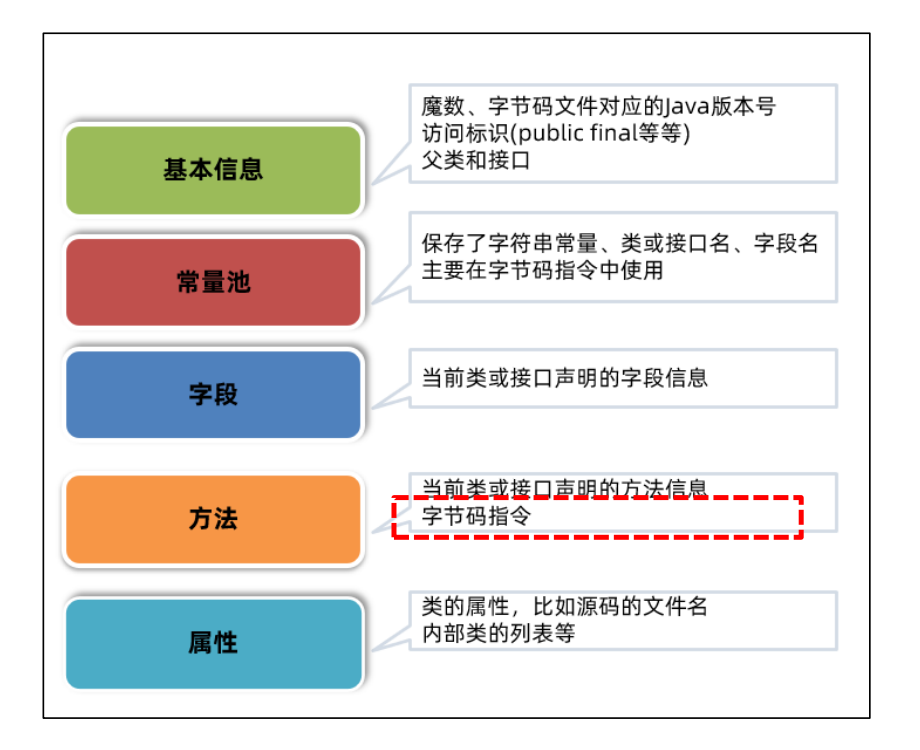 基本信息
魔数、字节码文件对应的Java版本号
访问标识(public final等等)
父类和接口
常量池
保存了字符串常量、类或接口名、字段名
主要在字节码指令中使用
字段
当前类或接口声明的字段信息
方法
当前类或接口声明的方法信息
字节码指令
属性
类的属性，比如源码的文件名
内部类的列表等